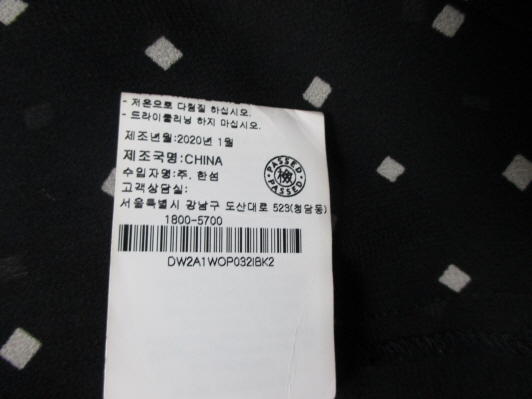 - 저온으로 다림질 하십시오.
- 드라이클리닝 하지 마십시오.
제조년월:2020년 1월
제조국명:CHINA
수입자명:주. 한섬
고객상담실:
서울특별시 강남구 도산대로 523(청담동)
1800-5700
DW2A1WOP032IBK2
PASSED
檢
PASSED